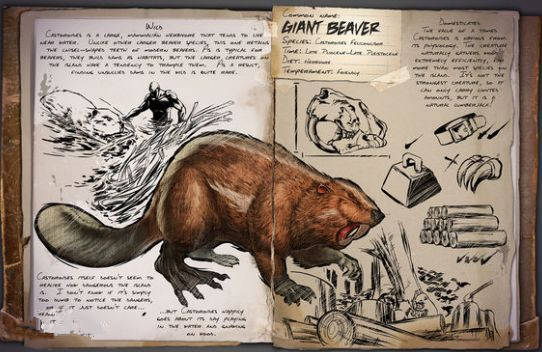 Wild
Castoroides is a large, mammalian herbivore that tends to live
near water. Unlike other larger beaver species, this one retains
the chisel-shaped teeth of modern beavers. As is typical for
beavers, they build dams as habitats, but the larger creatures on
the island have a tendency to trample them. As a result,
finding unsullied dams in the wild is quite rare.
Common Name
GIANT BEAVER
Species: Castoroides
Time: Late Pliocene-Late Pleistocene
Diet: Herbivore
Temperament: Friendly
Domesticated
The value of a tamed
Castoroides is various from
its physiology. The creature
naturally gathers wood
extremely efficiently, far
more than most species on
the island. It's not the
strongest creature, so it
can only carry limited
amounts, but it is a
natural lumberjack!
Castoroides itself doesn't seem to
realize how dangerous the island
is. I don't know if it's simply
too dumb to notice the dangers,
or if it just doesn't care...
...but Castoroides happily
goes about its day playing
in the water and gnawing
on wood.